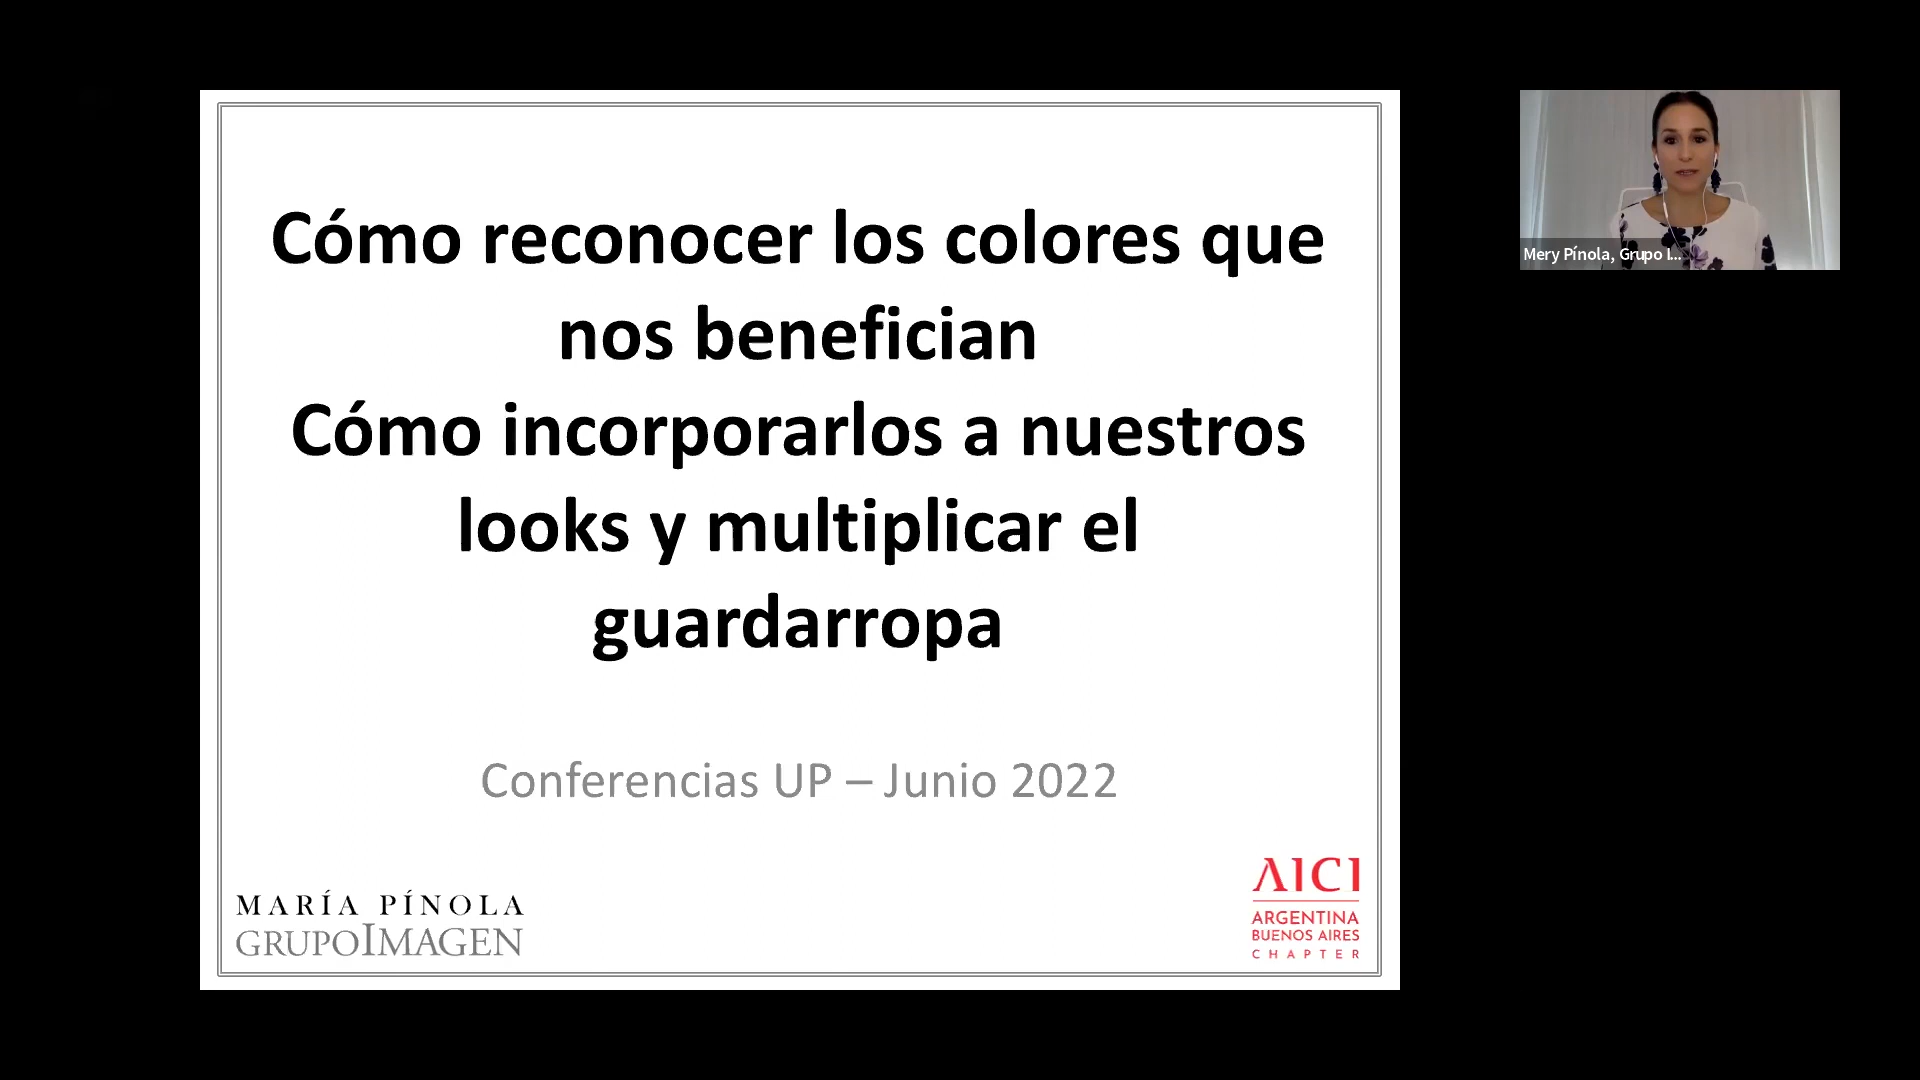 Cómo reconocer los colores que
nos benefician
Cómo incorporarlos a nuestros
looks y multiplicar el
guardarropa
Conferencias UP – Junio 2022
MARÍA PÍNOLA
GRUPOIMAGEN
AICI
ARGENTINA
BUENOS AIRES
CHAPTER
Mery Pínola, Grupo I...